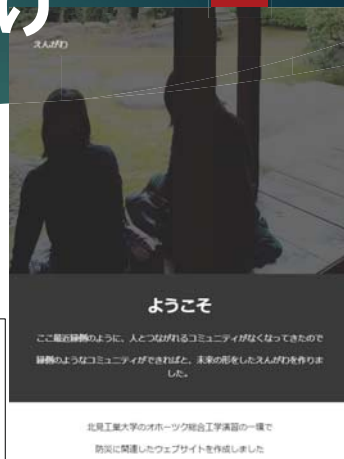 えんがわ
ようこそ
ここ最近縁側のように、人とつながれるコミュニティがなくなってきたので
縁側のようなコミュニティができればと、未来の形をしたえんがわを作りま
した。
北見工業大学のオホーツク総合工学演習の一環で
防災に関連したウェブサイトを作成しました